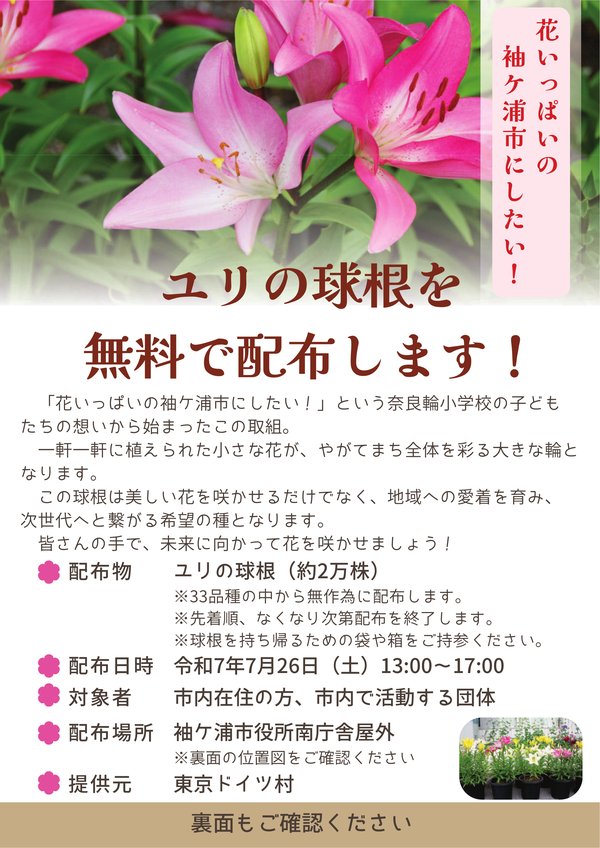 花いっぱいの
袖ケ浦市にしたい！
ユリの球根を
無料で配布します！
「花いっぱいの袖ケ浦市にしたい！」という奈良輪小学校の子ども
たちの想いから始まったこの取組。
一軒一軒に植えられた小さな花が、やがてまち全体を彩る大きな輪と
なります。
この球根は美しい花を咲かせるだけでなく、地域への愛着を育み、
次世代へと繋がる希望の種となります。
皆さんの手で、未来に向かって花を咲かせましょう！
配布物 ユリの球根（約2万株）
※33品種の中から無作為に配布します。
※先着順、なくなり次第配布を終了します。
※球根を持ち帰るための袋や箱をご持参ください。
配布日時 令和7年7月26日（土）13:00～17:00
対象者 市内在住の方、市内で活動する団体
配布場所 袖ケ浦市役所南庁舎屋外
※裏面の位置図をご確認ください
提供元 東京ドイツ村
裏面もご確認ください